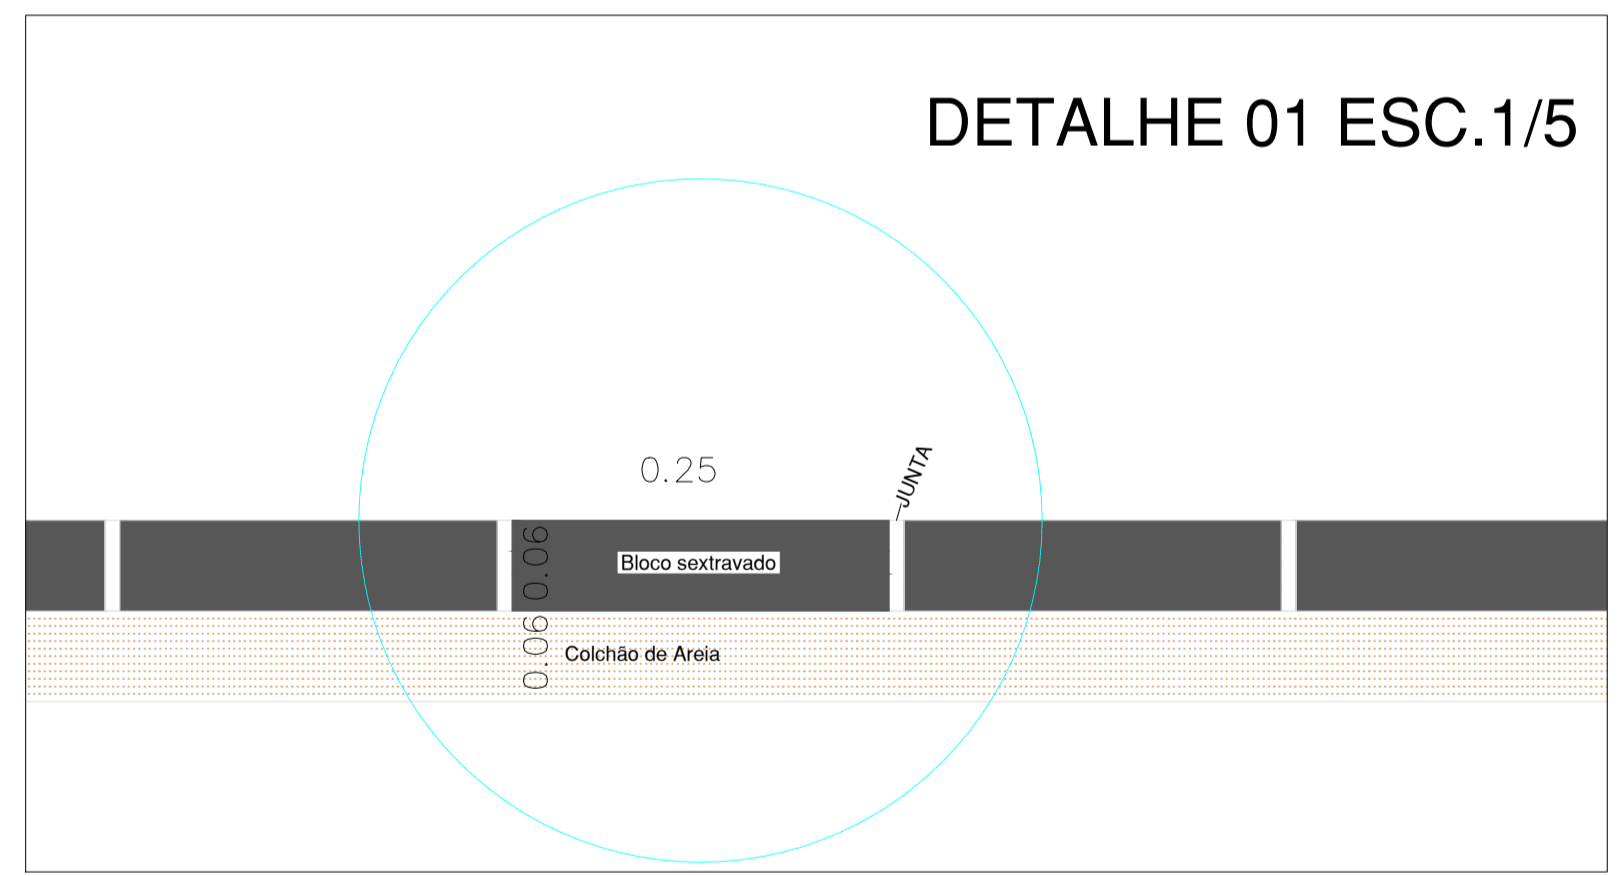 DETALHE 01 ESC.1/5
0.25
JUNTA
0.06
Bloco sextravado
0.06
Colchão de Areia